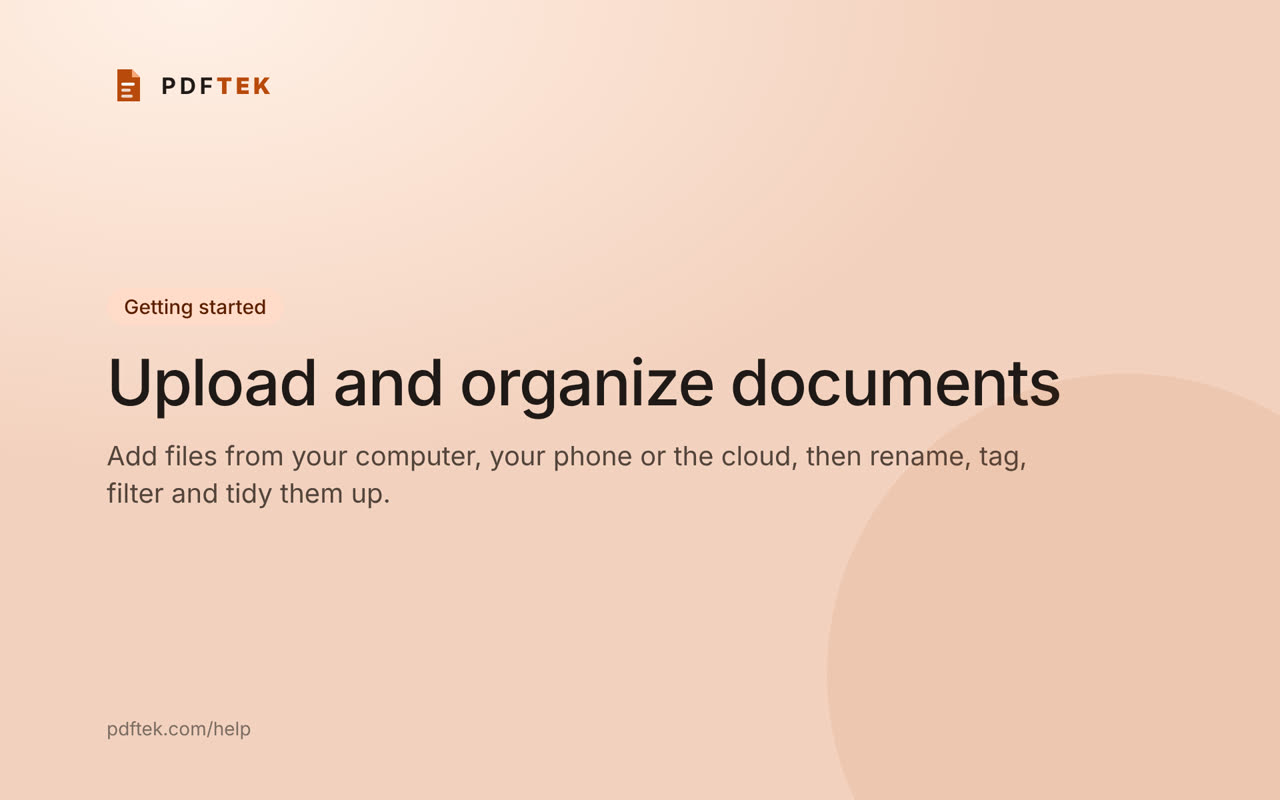 PDFTEK
Getting started
Upload and organize documents
Add files from your computer, your phone or the cloud, then rename, tag,
filter and tidy them up.
pdftek.com/help